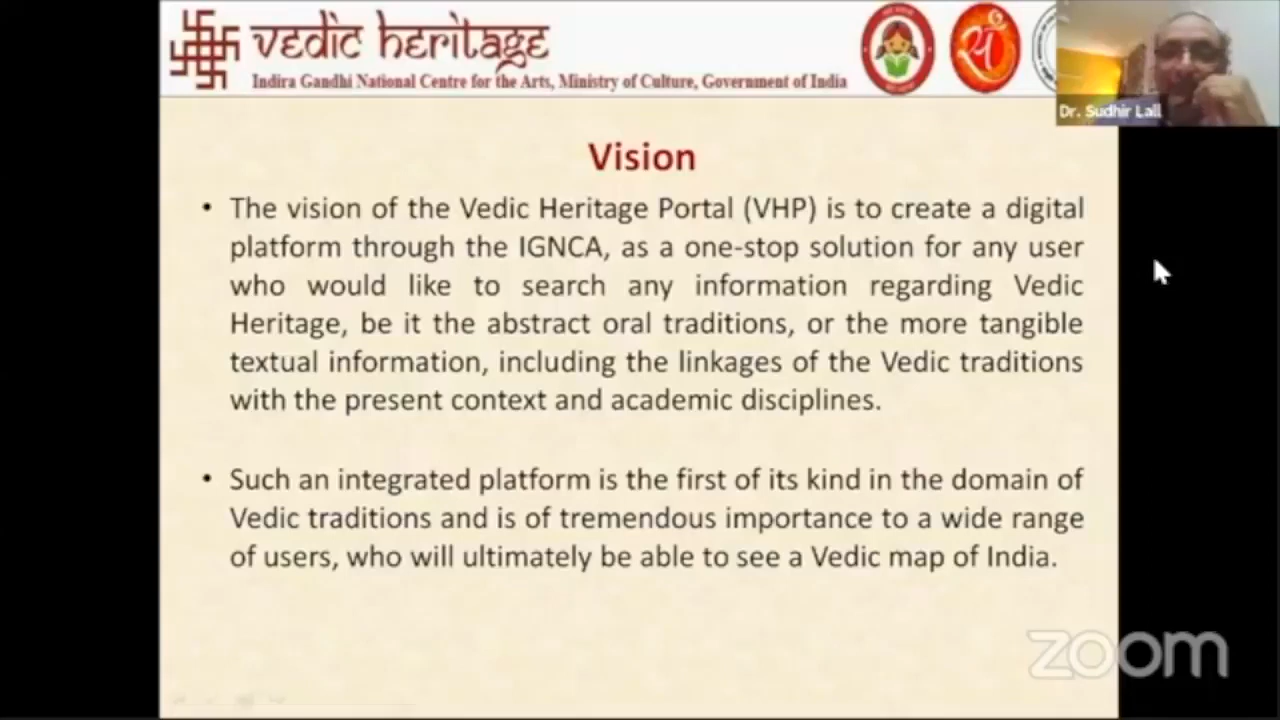 vedic heritage
Indira Gandhi National Centre for the Arts, Ministry of Culture, Government of India
यं
Dr. Sudhir Lall
Vision
• The vision of the Vedic Heritage Portal (VHP) is to create a digital
platform through the IGNCA, as a one-stop solution for any user
who would like to search any information regarding Vedic
Heritage, be it the abstract oral traditions, or the more tangible
textual information, including the linkages of the Vedic traditions
with the present context and academic disciplines.
• Such an integrated platform is the first of its kind in the domain of
Vedic traditions and is of tremendous importance to a wide range
of users, who will ultimately be able to see a Vedic map of India.
zoom